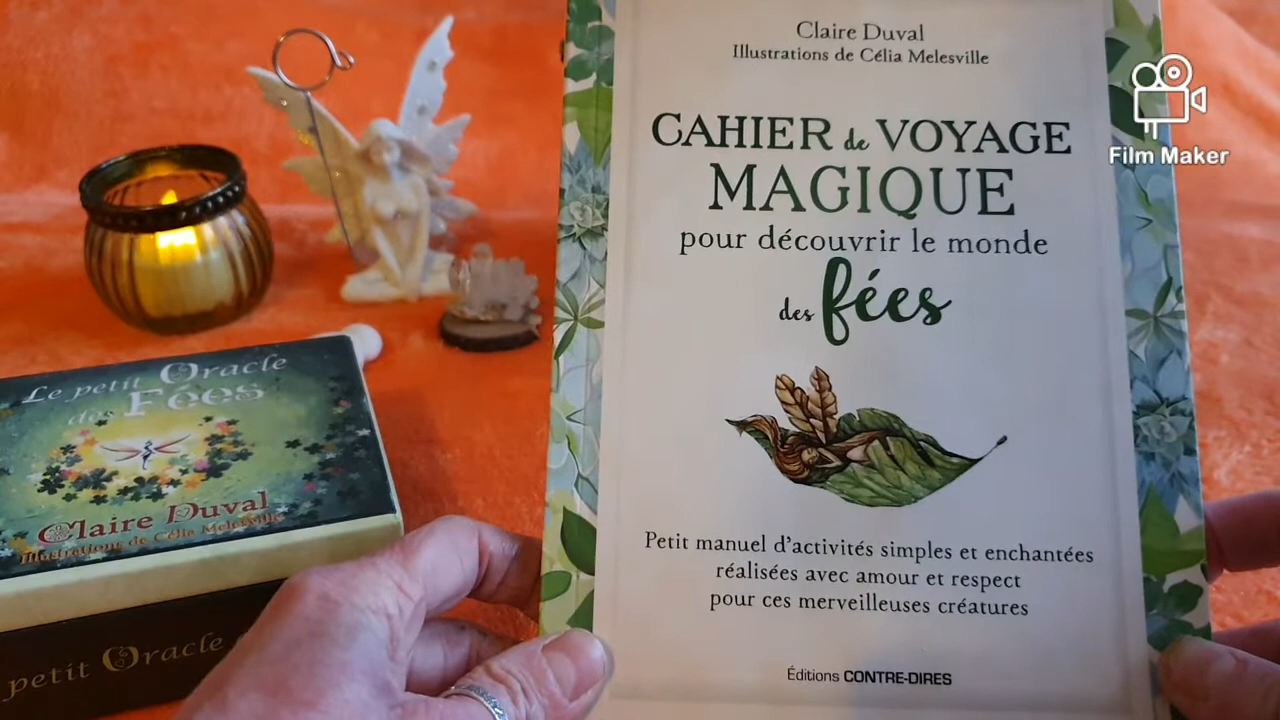 Claire Duval
Illustrations de Célia Melesville
CAHIER de VOYAGE
MAGIQUE
pour découvrir le monde
des fées
Petit manuel d'activités simples et enchantées
réalisées avec amour et respect
pour ces merveilleuses créatures
Éditions CONTRE-DIRES
Film Maker
Le petit Oracle
des Fées
Claire Duval
Illustrations de Célia Melesville
petit Oracle